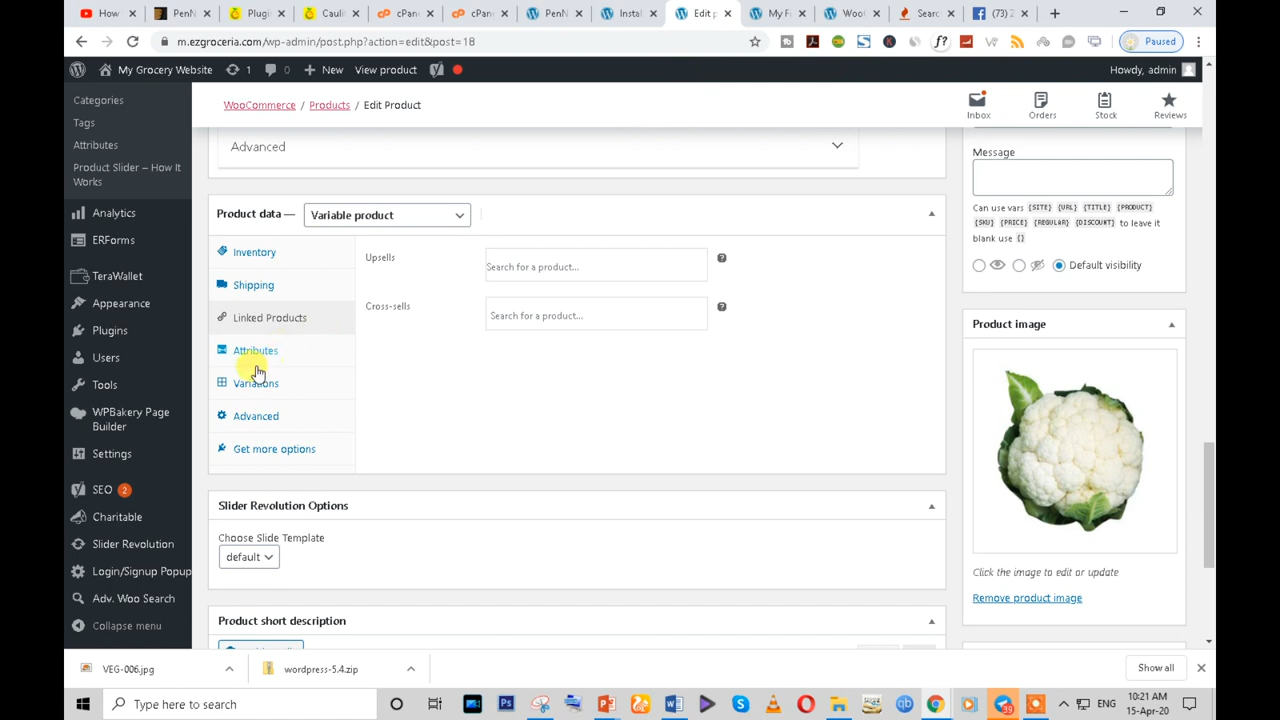 How
PenN
Plugi
Cauli
cPan
cPan
PenN
Instal
Edit p
My F
Woo
Searc
(73) 2
m.ezgroceria.com/wp-admin/post.php?action=edit&post=18
Paused
My Grocery Website
1
0
New
View product
Howdy, admin
Categories
Tags
Attributes
Product Slider – How It
Works
Analytics
ERForms
TeraWallet
Appearance
Plugins
Users
Tools
WPBakery Page
Builder
Settings
SEO 2
Charitable
Slider Revolution
Login/Signup Popup
Adv. Woo Search
Collapse menu
WooCommerce / Products / Edit Product
Inbox
Orders
Stock
Reviews
Advanced
Product data — Variable product
Inventory
Shipping
Linked Products
Attributes
Variations
Advanced
Get more options
Upsells
Search for a product...
Cross-sells
Search for a product...
Slider Revolution Options
Choose Slide Template
default
Product short description
Message
Can use vars {SITE} {URL} {TITLE} {PRODUCT}
{SKU} {PRICE} {REGULAR} {DISCOUNT} to leave it
blank use {}
Default visibility
Product image
Click the image to edit or update
Remove product image
VEG-006.jpg
wordpress-5.4.zip
Show all
Type here to search
39
ENG
10:21 AM
15-Apr-20